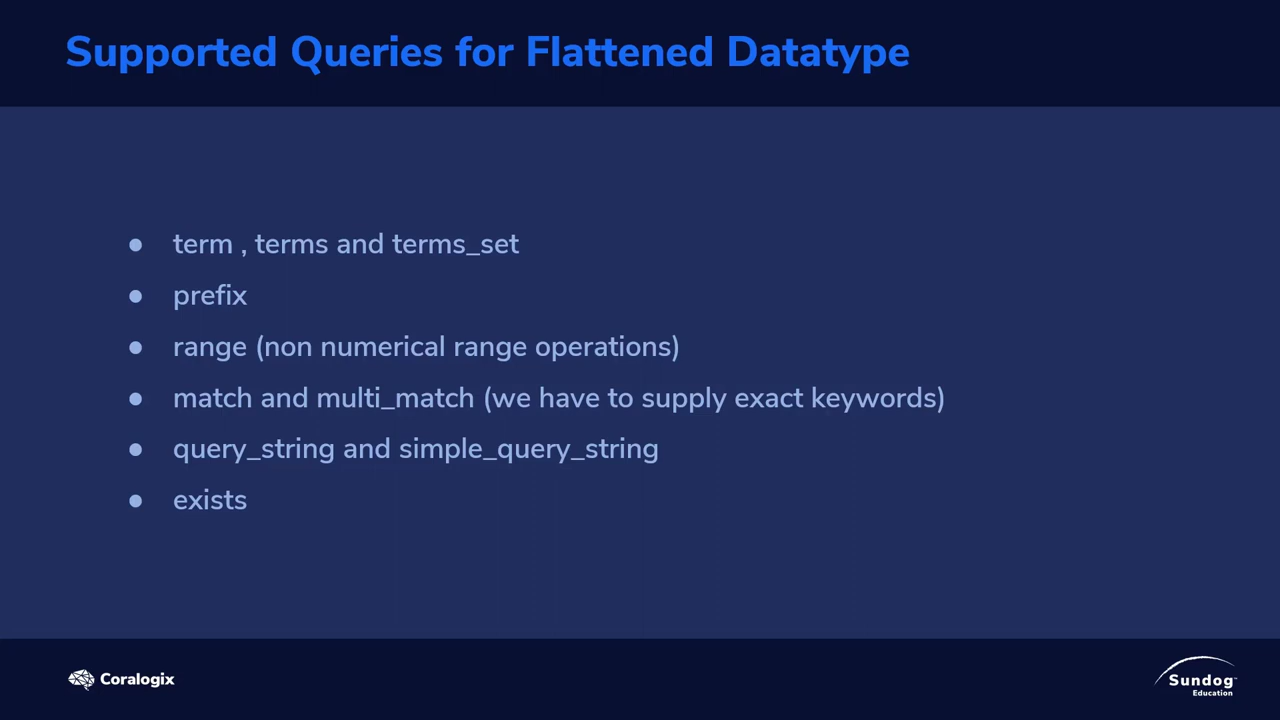 Supported Queries for Flattened Datatype
● term , terms and terms_set
● prefix
● range (non numerical range operations)
● match and multi_match (we have to supply exact keywords)
● query_string and simple_query_string
● exists
Coralogix
Sundog™
Education